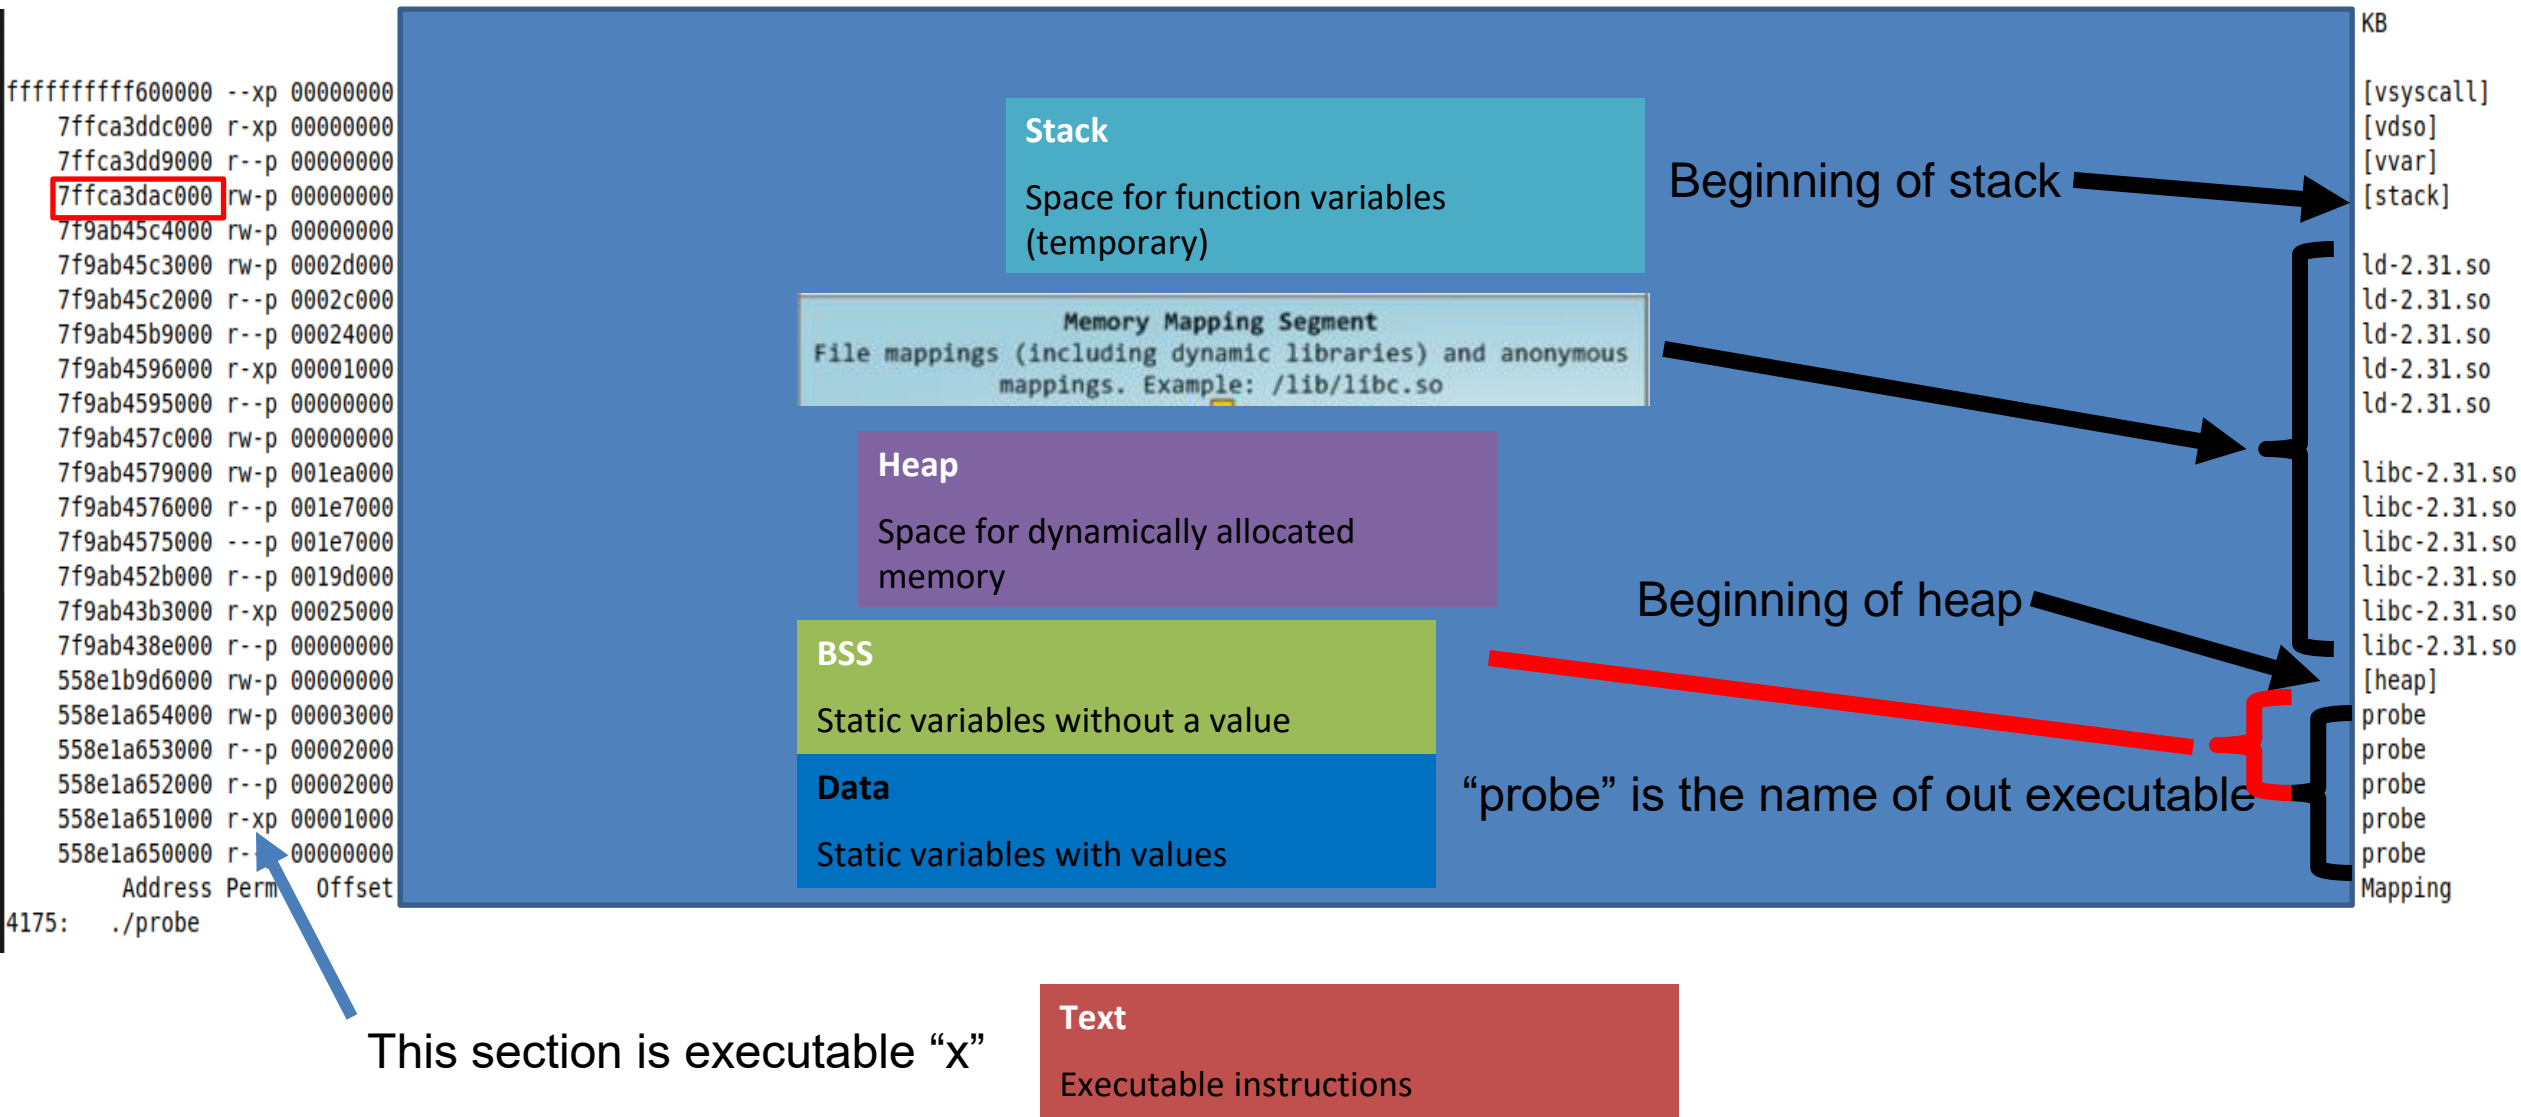 KB
ffffffffff600000 --xp 00000000 [vsyscall]
7ffca3ddc000 r-xp 00000000 [vdso]
7ffca3dd9000 r--p 00000000 [vvar]
7ffca3dac000 rw-p 00000000 [stack]
7f9ab45c4000 rw-p 00000000
7f9ab45c3000 rw-p 0002d000 ld-2.31.so
7f9ab45c2000 r--p 0002c000 ld-2.31.so
7f9ab45b9000 r--p 00024000 ld-2.31.so
7f9ab4596000 r-xp 00001000 ld-2.31.so
7f9ab4595000 r--p 00000000 ld-2.31.so
7f9ab457c000 rw-p 00000000
7f9ab4579000 rw-p 001ea000 libc-2.31.so
7f9ab4576000 r--p 001e7000 libc-2.31.so
7f9ab4575000 ---p 001e7000 libc-2.31.so
7f9ab452b000 r--p 0019d000 libc-2.31.so
7f9ab43b3000 r-xp 00025000 libc-2.31.so
7f9ab438e000 r--p 00000000 libc-2.31.so
558e1b9d6000 rw-p 00000000 [heap]
558e1a654000 rw-p 00003000 probe
558e1a653000 r--p 00002000 probe
558e1a652000 r--p 00002000 probe
558e1a651000 r-xp 00001000 probe
558e1a650000 r-- 00000000 probe
Address Perm Offset Mapping
4175: ./probe
Stack
Space for function variables
(temporary)
Beginning of stack
Memory Mapping Segment
File mappings (including dynamic libraries) and anonymous
mappings. Example: /lib/libc.so
Heap
Space for dynamically allocated
memory
Beginning of heap
BSS
Static variables without a value
Data
Static variables with values
“probe” is the name of out executable
This section is executable “x”
Text
Executable instructions